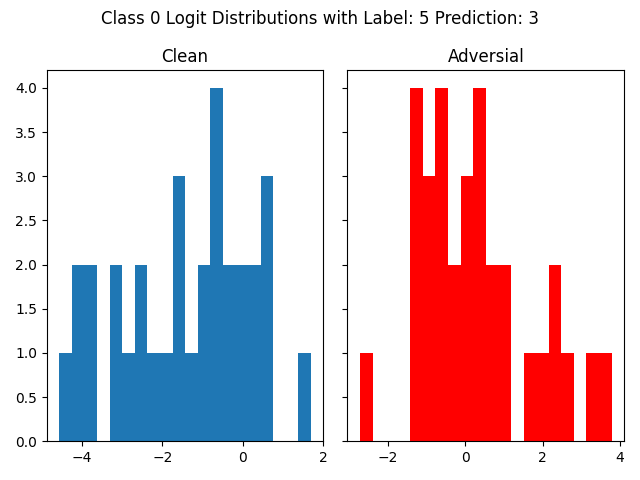 Class 0 Logit Distributions with Label: 5 Prediction: 3
Clean
Adversial
4.0
3.5
3.0
2.5
2.0
1.5
1.0
0.5
0.0
−4 −2 0 2
−2 0 2 4